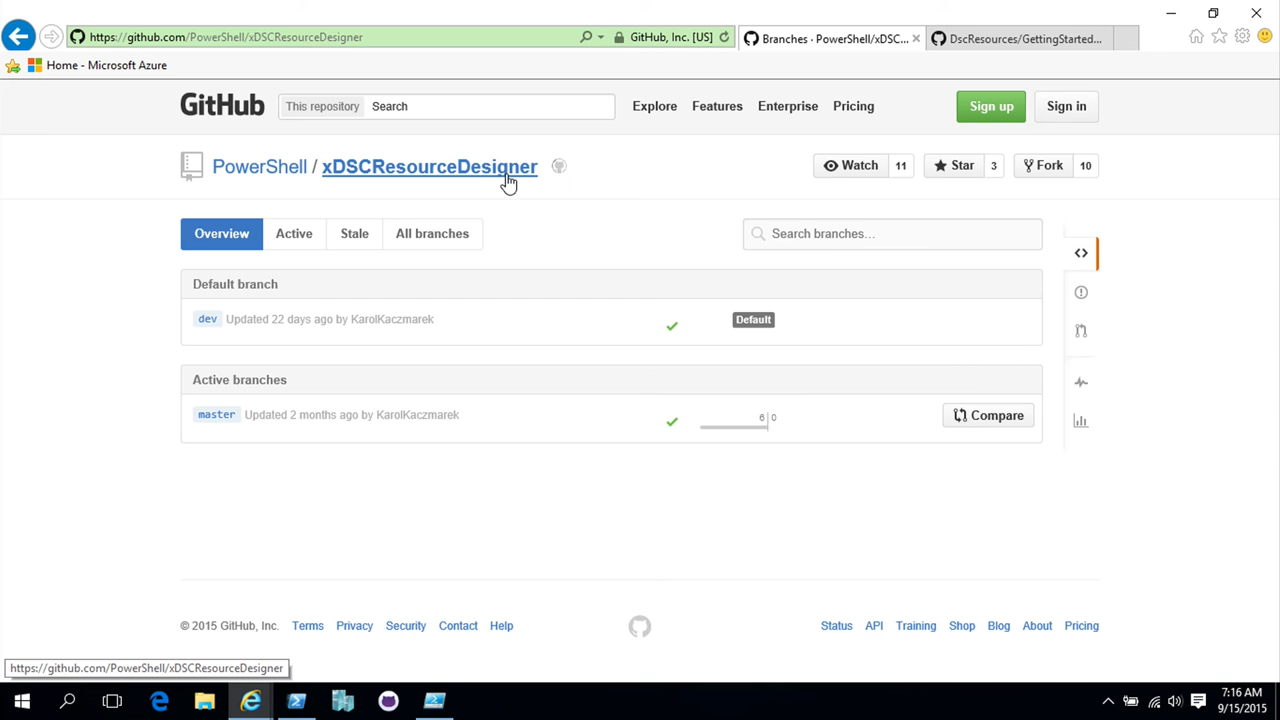 https://github.com/PowerShell/xDSCResourceDesigner
GitHub, Inc. [US]
Branches · PowerShell/xDSC...
DscResources/GettingStarted...
Home - Microsoft Azure
GitHub
This repository
Search
Explore
Features
Enterprise
Pricing
Sign up
Sign in
PowerShell / xDSCResourceDesigner
Watch 11
Star 3
Fork 10
Overview
Active
Stale
All branches
Search branches...
Default branch
dev Updated 22 days ago by KarolKaczmarek
Default
Active branches
master Updated 2 months ago by KarolKaczmarek
6 | 0
Compare
© 2015 GitHub, Inc.
Terms
Privacy
Security
Contact
Help
Status
API
Training
Shop
Blog
About
Pricing
https://github.com/PowerShell/xDSCResourceDesigner
7:16 AM
9/15/2015